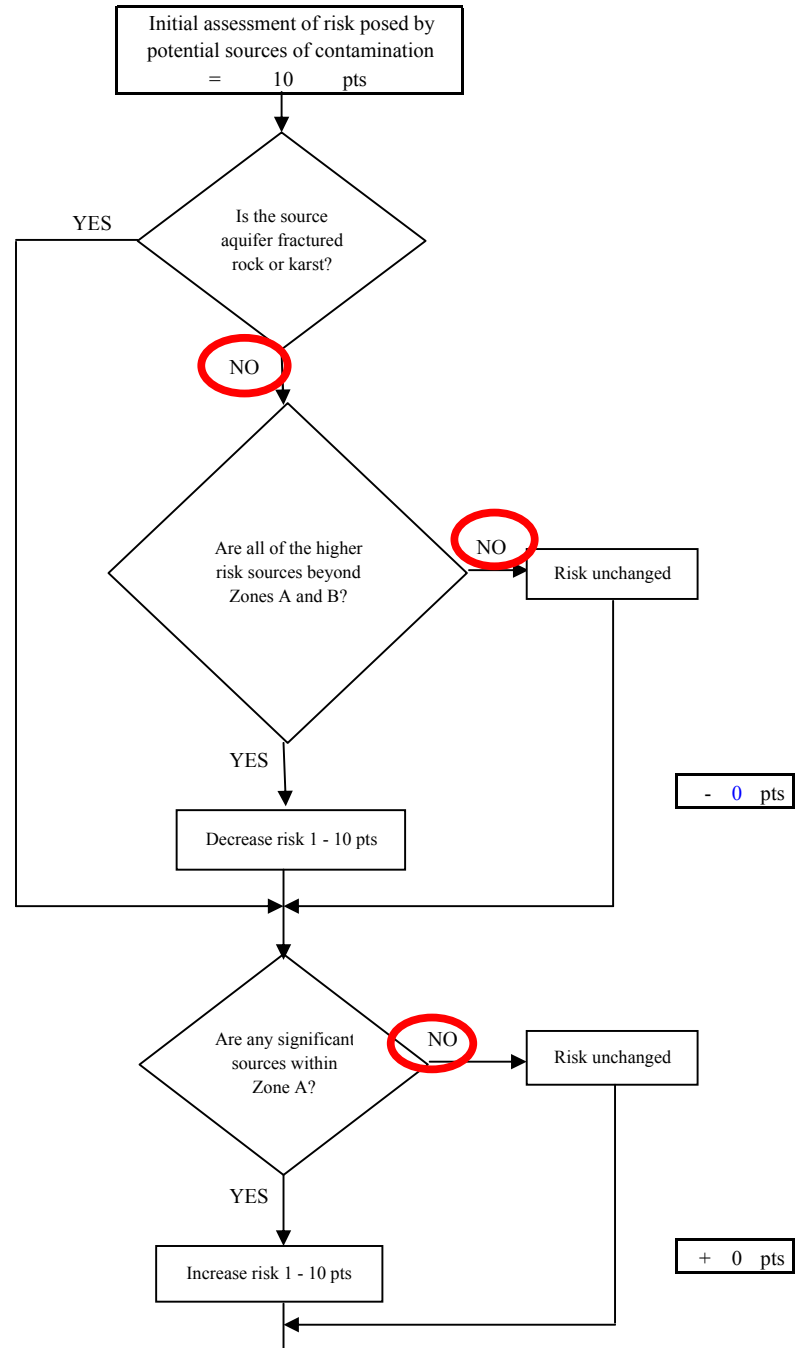 Initial assessment of risk posed by
potential sources of contamination
= 10 pts
YES
Is the source
aquifer fractured
rock or karst?
NO
Are all of the higher
risk sources beyond
Zones A and B?
NO
Risk unchanged
YES
- 0 pts
Decrease risk 1 - 10 pts
Are any significant
sources within
Zone A?
NO
Risk unchanged
YES
+ 0 pts
Increase risk 1 - 10 pts